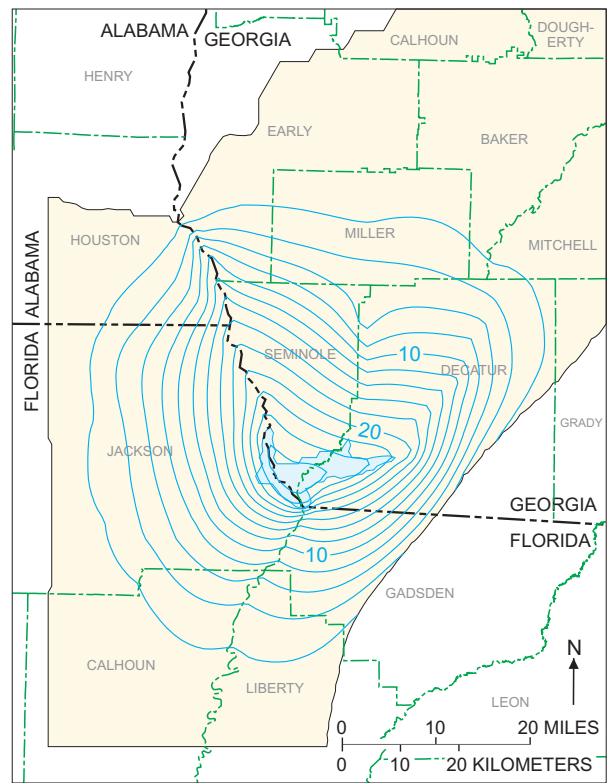 ALABAMA
GEORGIA
CALHOUN
DOUGH-
ERTY
HENRY
EARLY
BAKER
HOUSTON
MILLER
MITCHELL
FLORIDA
ALABAMA
SEMINOLE
10
DECATUR
GRADY
20
JACKSON
GEORGIA
FLORIDA
10
GADSDEN
CALHOUN
LIBERTY
N
LEON
0 10 20 MILES
0 10 20 KILOMETERS